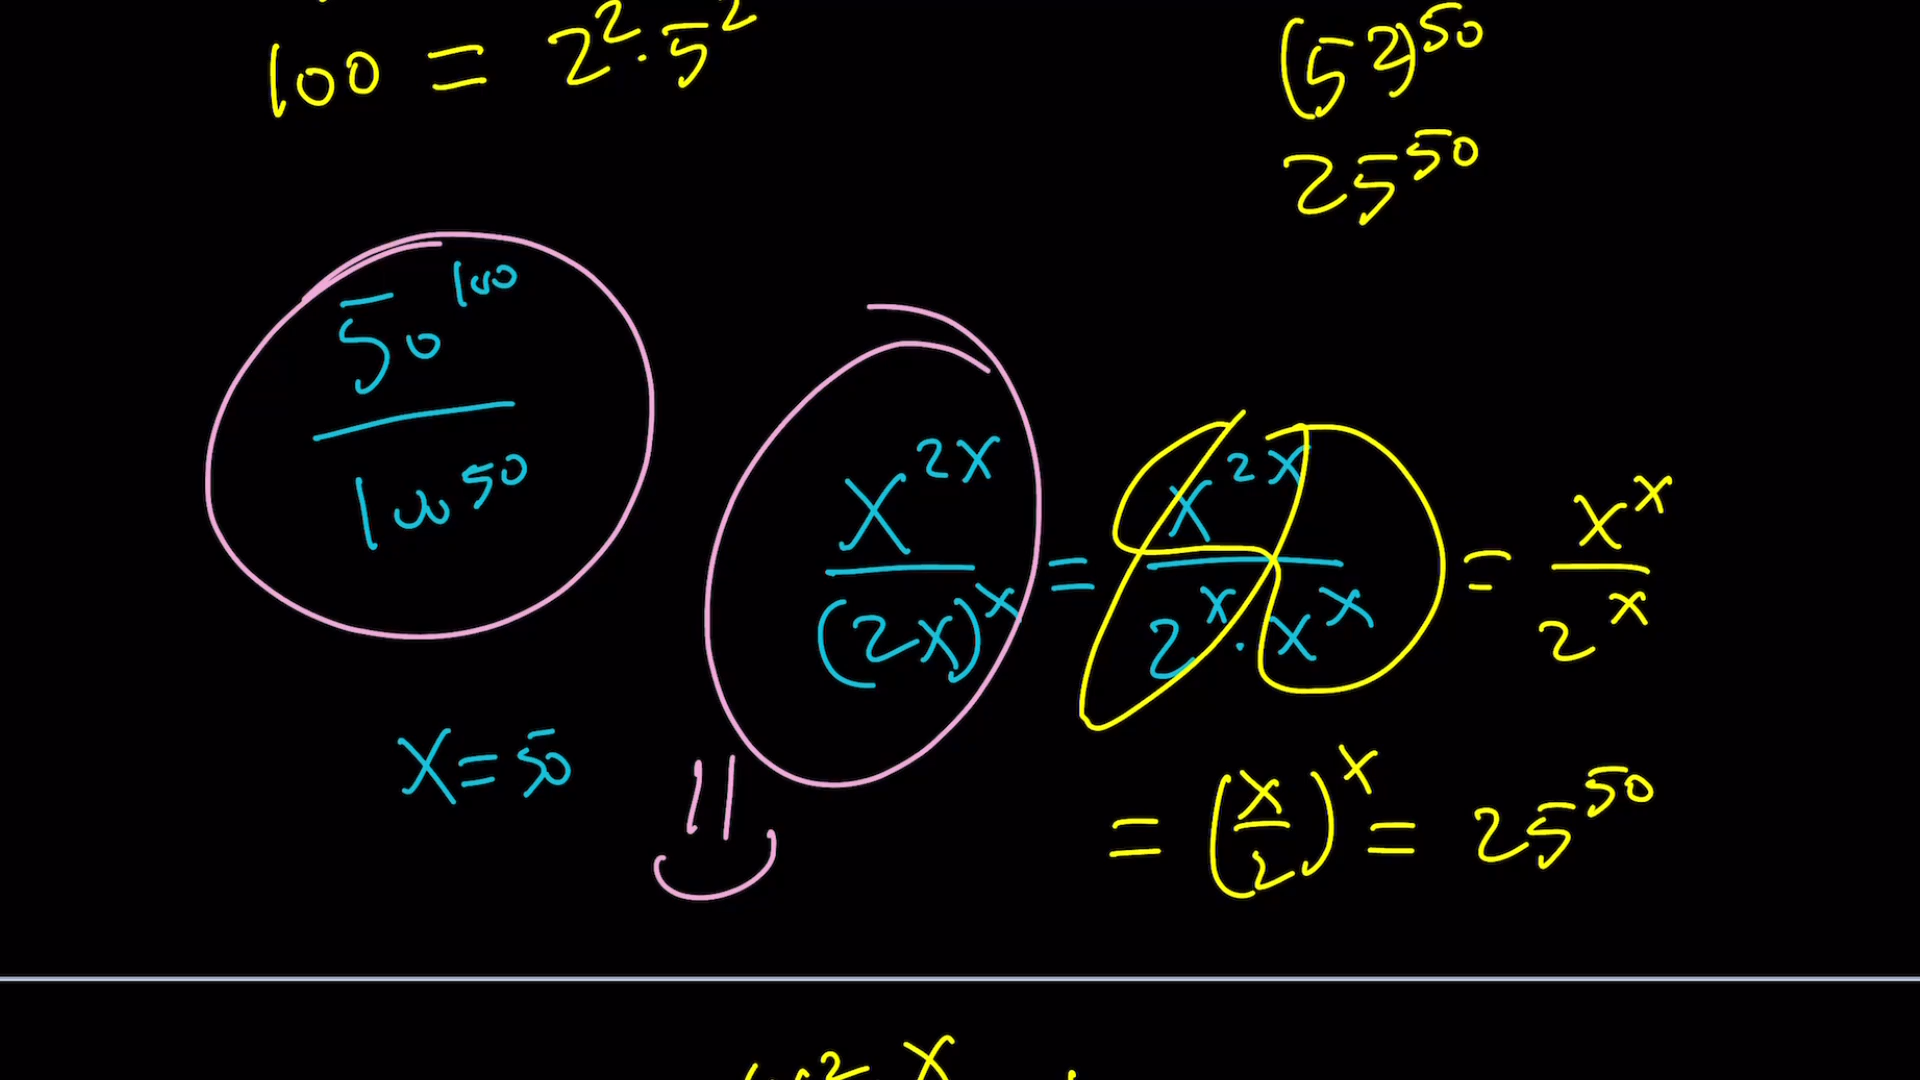 100 = 2² · 5²
(5²)⁵⁰
25⁵⁰
50¹⁰⁰ / 100⁵⁰
x^(2x) / (2x)^x = x^(2x) / (2^x · x^x) = x^x / 2^x
x = 50
= (x/2)^x = 25⁵⁰